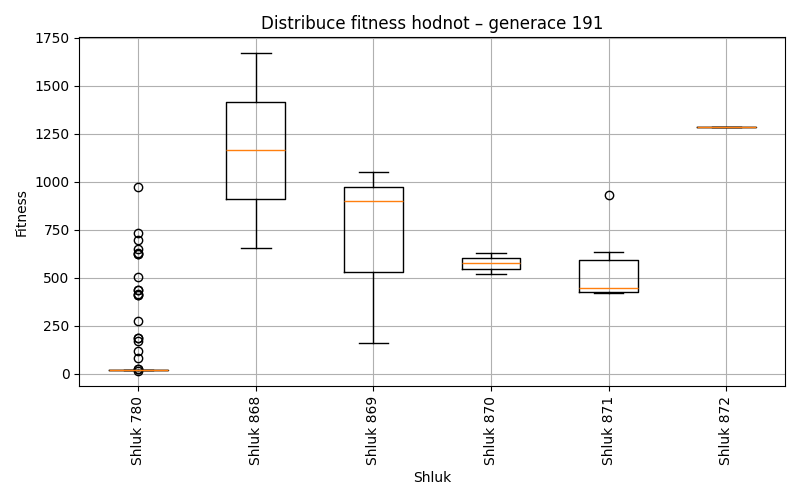 Distribuce fitness hodnot – generace 191
1750
1500
1250
1000
750
500
250
0
Fitness
Shluk 780
Shluk 868
Shluk 869
Shluk 870
Shluk 871
Shluk 872
Shluk